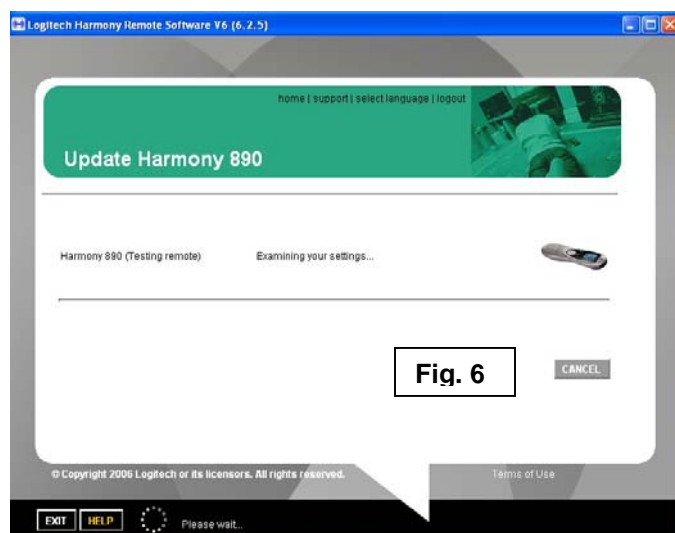 Logitech Harmony Remote Software V6 (6.2.5)
home | support | select language | logout
Update Harmony 890
Harmony 890 (Testing remote) Examining your settings...
Fig. 6
CANCEL
© Copyright 2006 Logitech or its licensors. All rights reserved. Terms of Use
EXIT HELP Please wait...